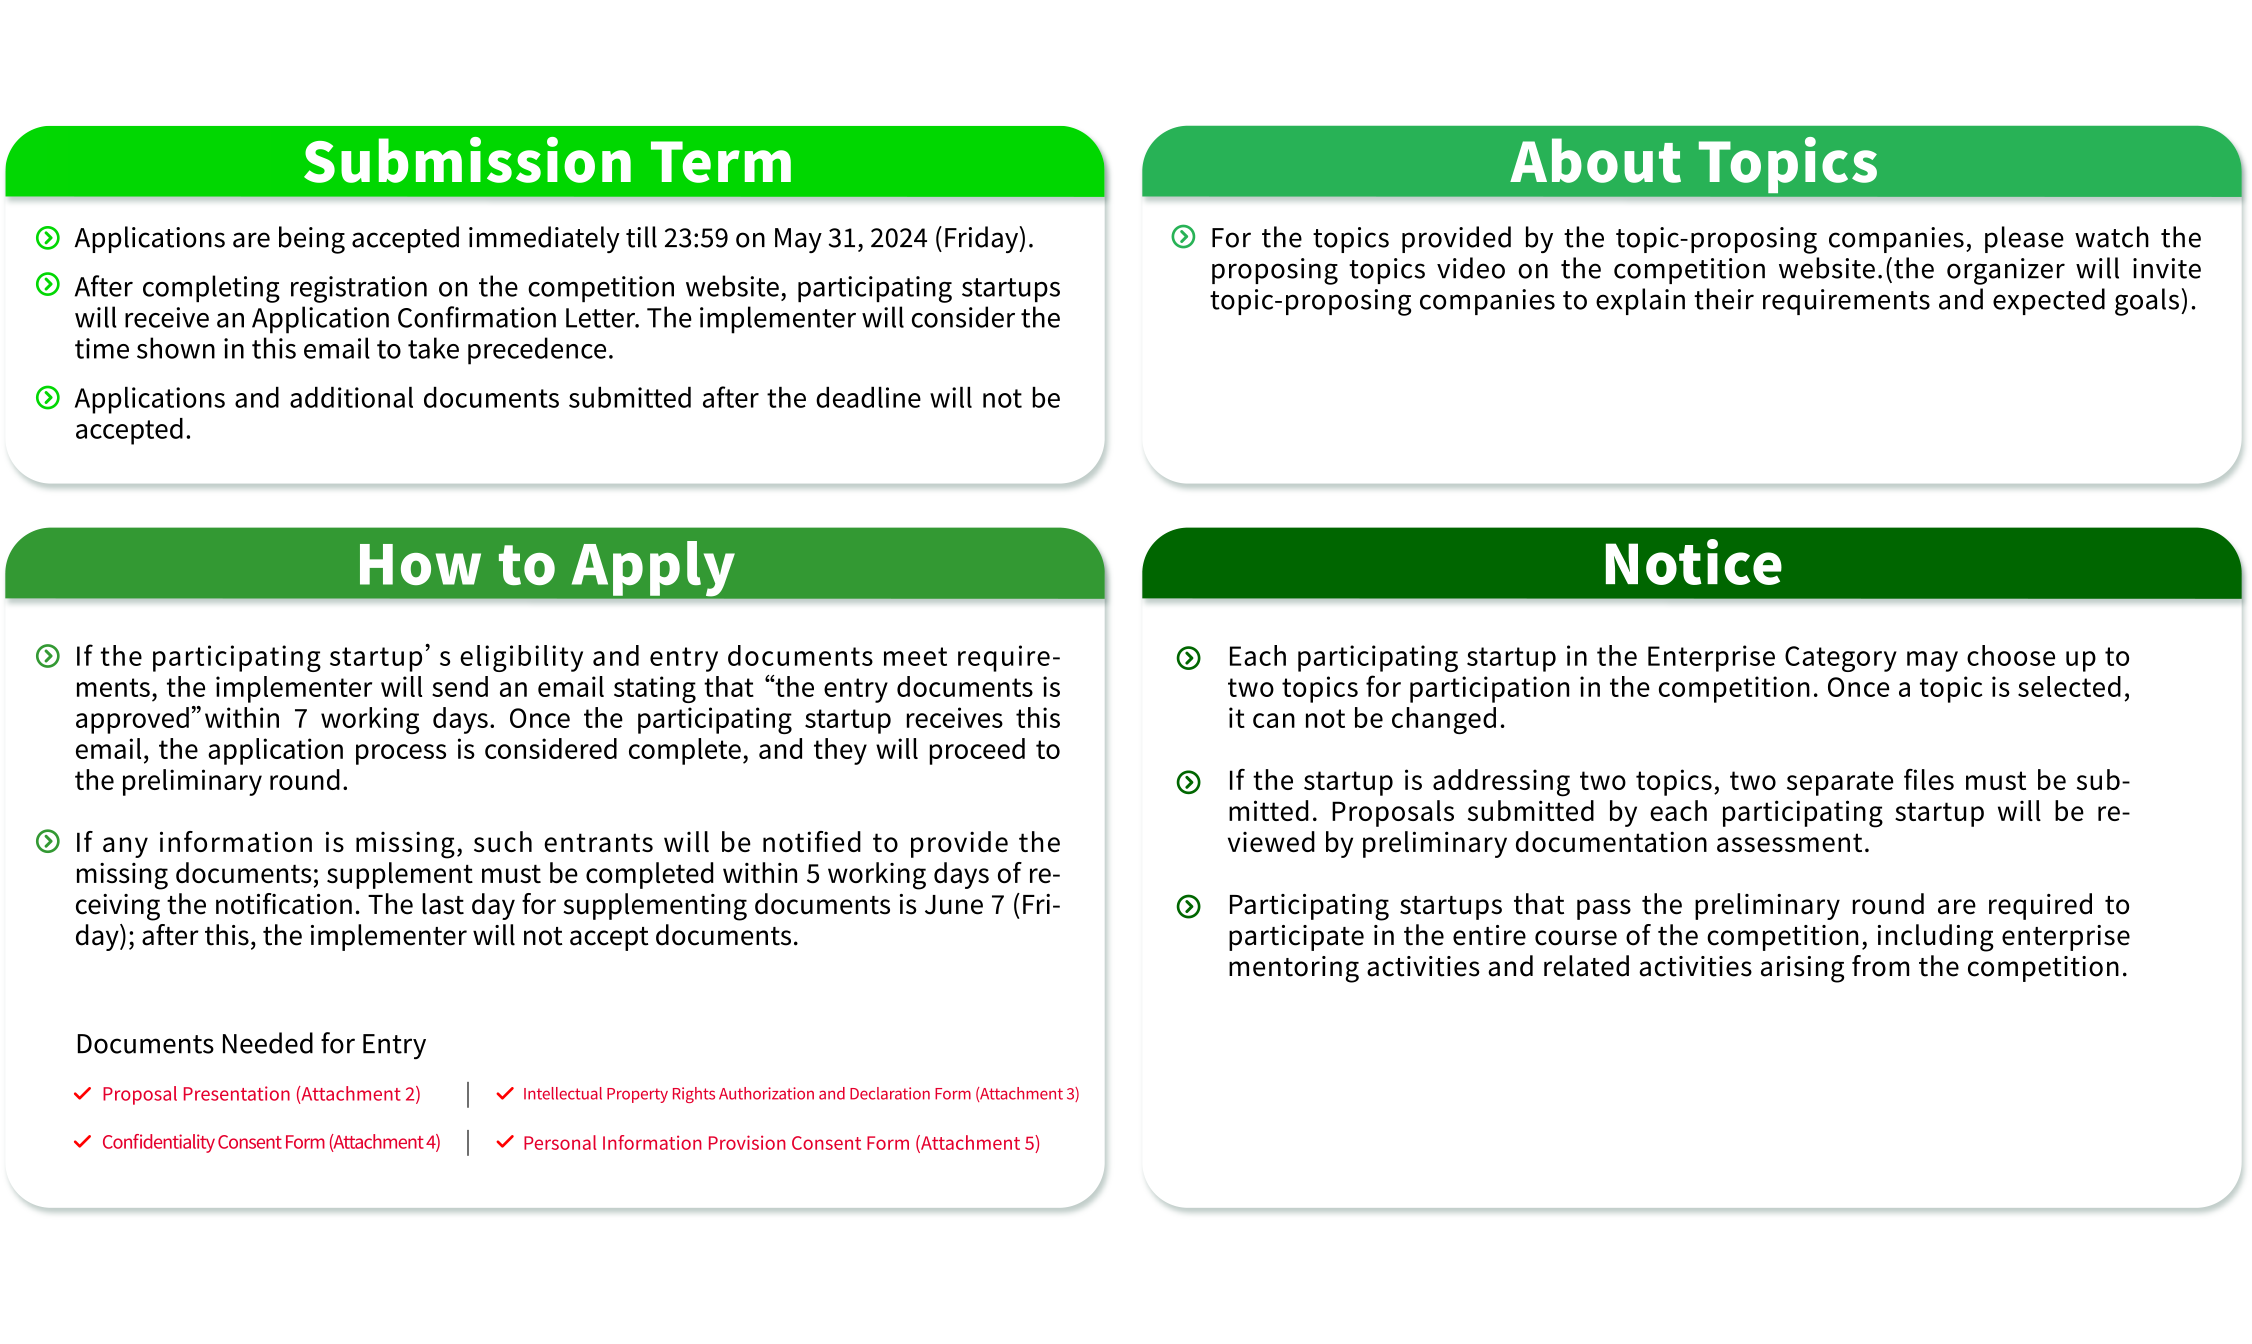 Submission Term
Applications are being accepted immediately till 23:59 on May 31, 2024 (Friday).
After completing registration on the competition website, participating startups
will receive an Application Confirmation Letter. The implementer will consider the
time shown in this email to take precedence.
Applications and additional documents submitted after the deadline will not be
accepted.
About Topics
For the topics provided by the topic-proposing companies, please watch the
proposing topics video on the competition website.(the organizer will invite
topic-proposing companies to explain their requirements and expected goals).
How to Apply
If the participating startup’ s eligibility and entry documents meet require-
ments, the implementer will send an email stating that “the entry documents is
approved”within 7 working days. Once the participating startup receives this
email, the application process is considered complete, and they will proceed to
the preliminary round.
If any information is missing, such entrants will be notified to provide the
missing documents; supplement must be completed within 5 working days of re-
ceiving the notification. The last day for supplementing documents is June 7 (Fri-
day); after this, the implementer will not accept documents.
Documents Needed for Entry
Proposal Presentation (Attachment 2)
Intellectual Property Rights Authorization and Declaration Form (Attachment 3)
Confidentiality Consent Form (Attachment 4)
Personal Information Provision Consent Form (Attachment 5)
Notice
Each participating startup in the Enterprise Category may choose up to
two topics for participation in the competition. Once a topic is selected,
it can not be changed.
If the startup is addressing two topics, two separate files must be sub-
mitted. Proposals submitted by each participating startup will be re-
viewed by preliminary documentation assessment.
Participating startups that pass the preliminary round are required to
participate in the entire course of the competition, including enterprise
mentoring activities and related activities arising from the competition.